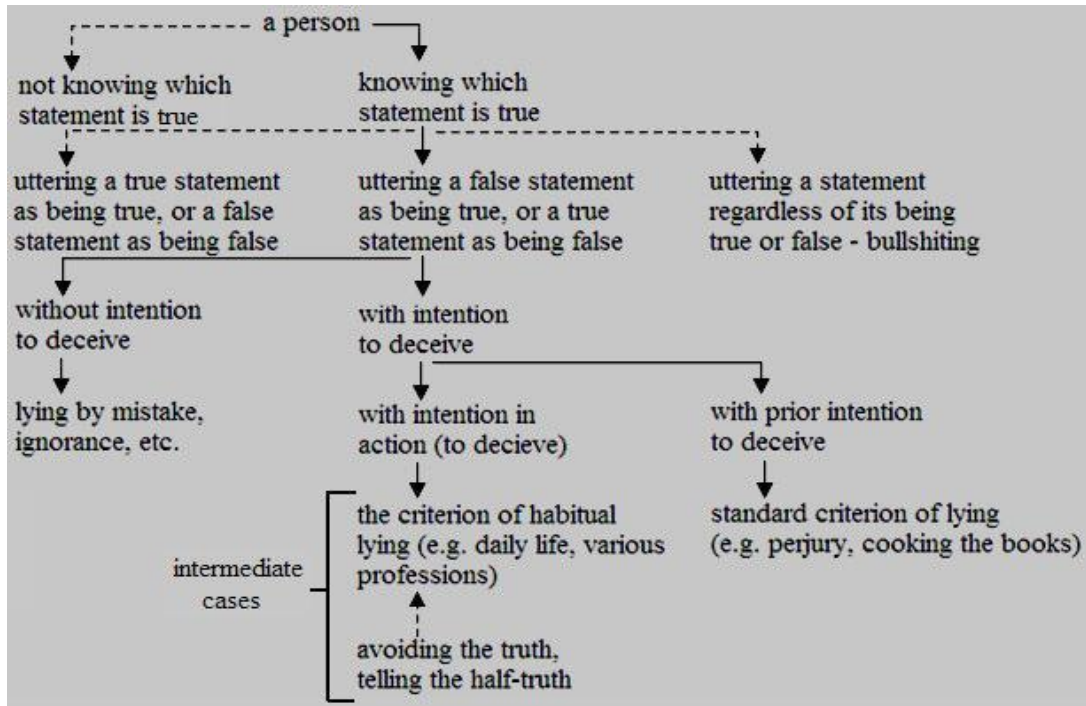 a person
not knowing which
statement is true
knowing which
statement is true
uttering a true statement
as being true, or a false
statement as being false
uttering a false statement
as being true, or a true
statement as being false
uttering a statement
regardless of its being
true or false - bullshiting
without intention
to deceive
with intention
to deceive
lying by mistake,
ignorance, etc.
with intention in
action (to decieve)
with prior intention
to deceive
intermediate
cases
the criterion of habitual
lying (e.g. daily life, various
professions)
standard criterion of lying
(e.g. perjury, cooking the books)
avoiding the truth,
telling the half-truth